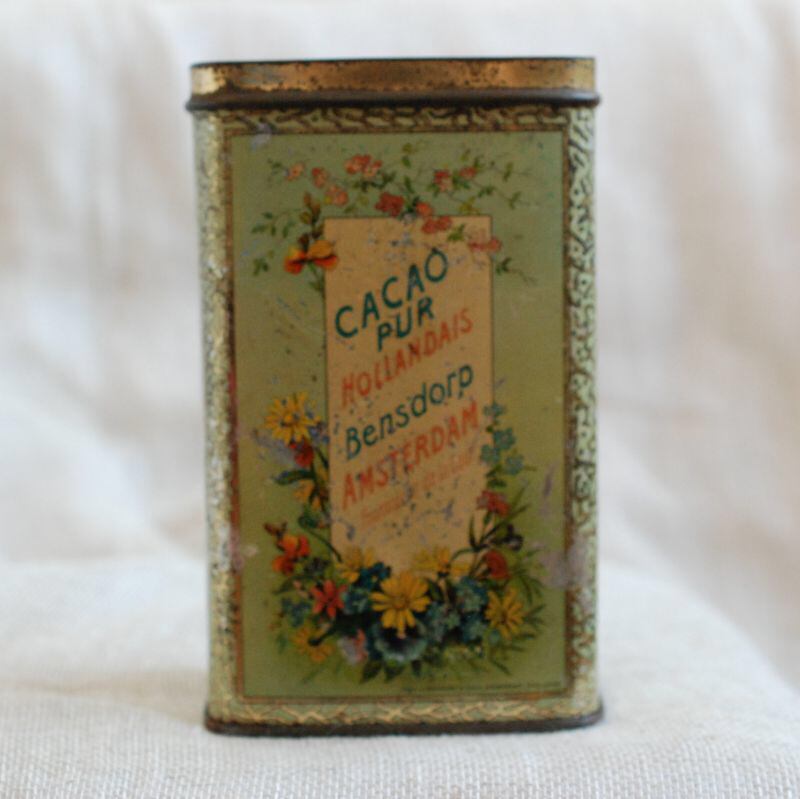 CACAO
PUR
HOLLANDAIS
Bensdorp
AMSTERDAM